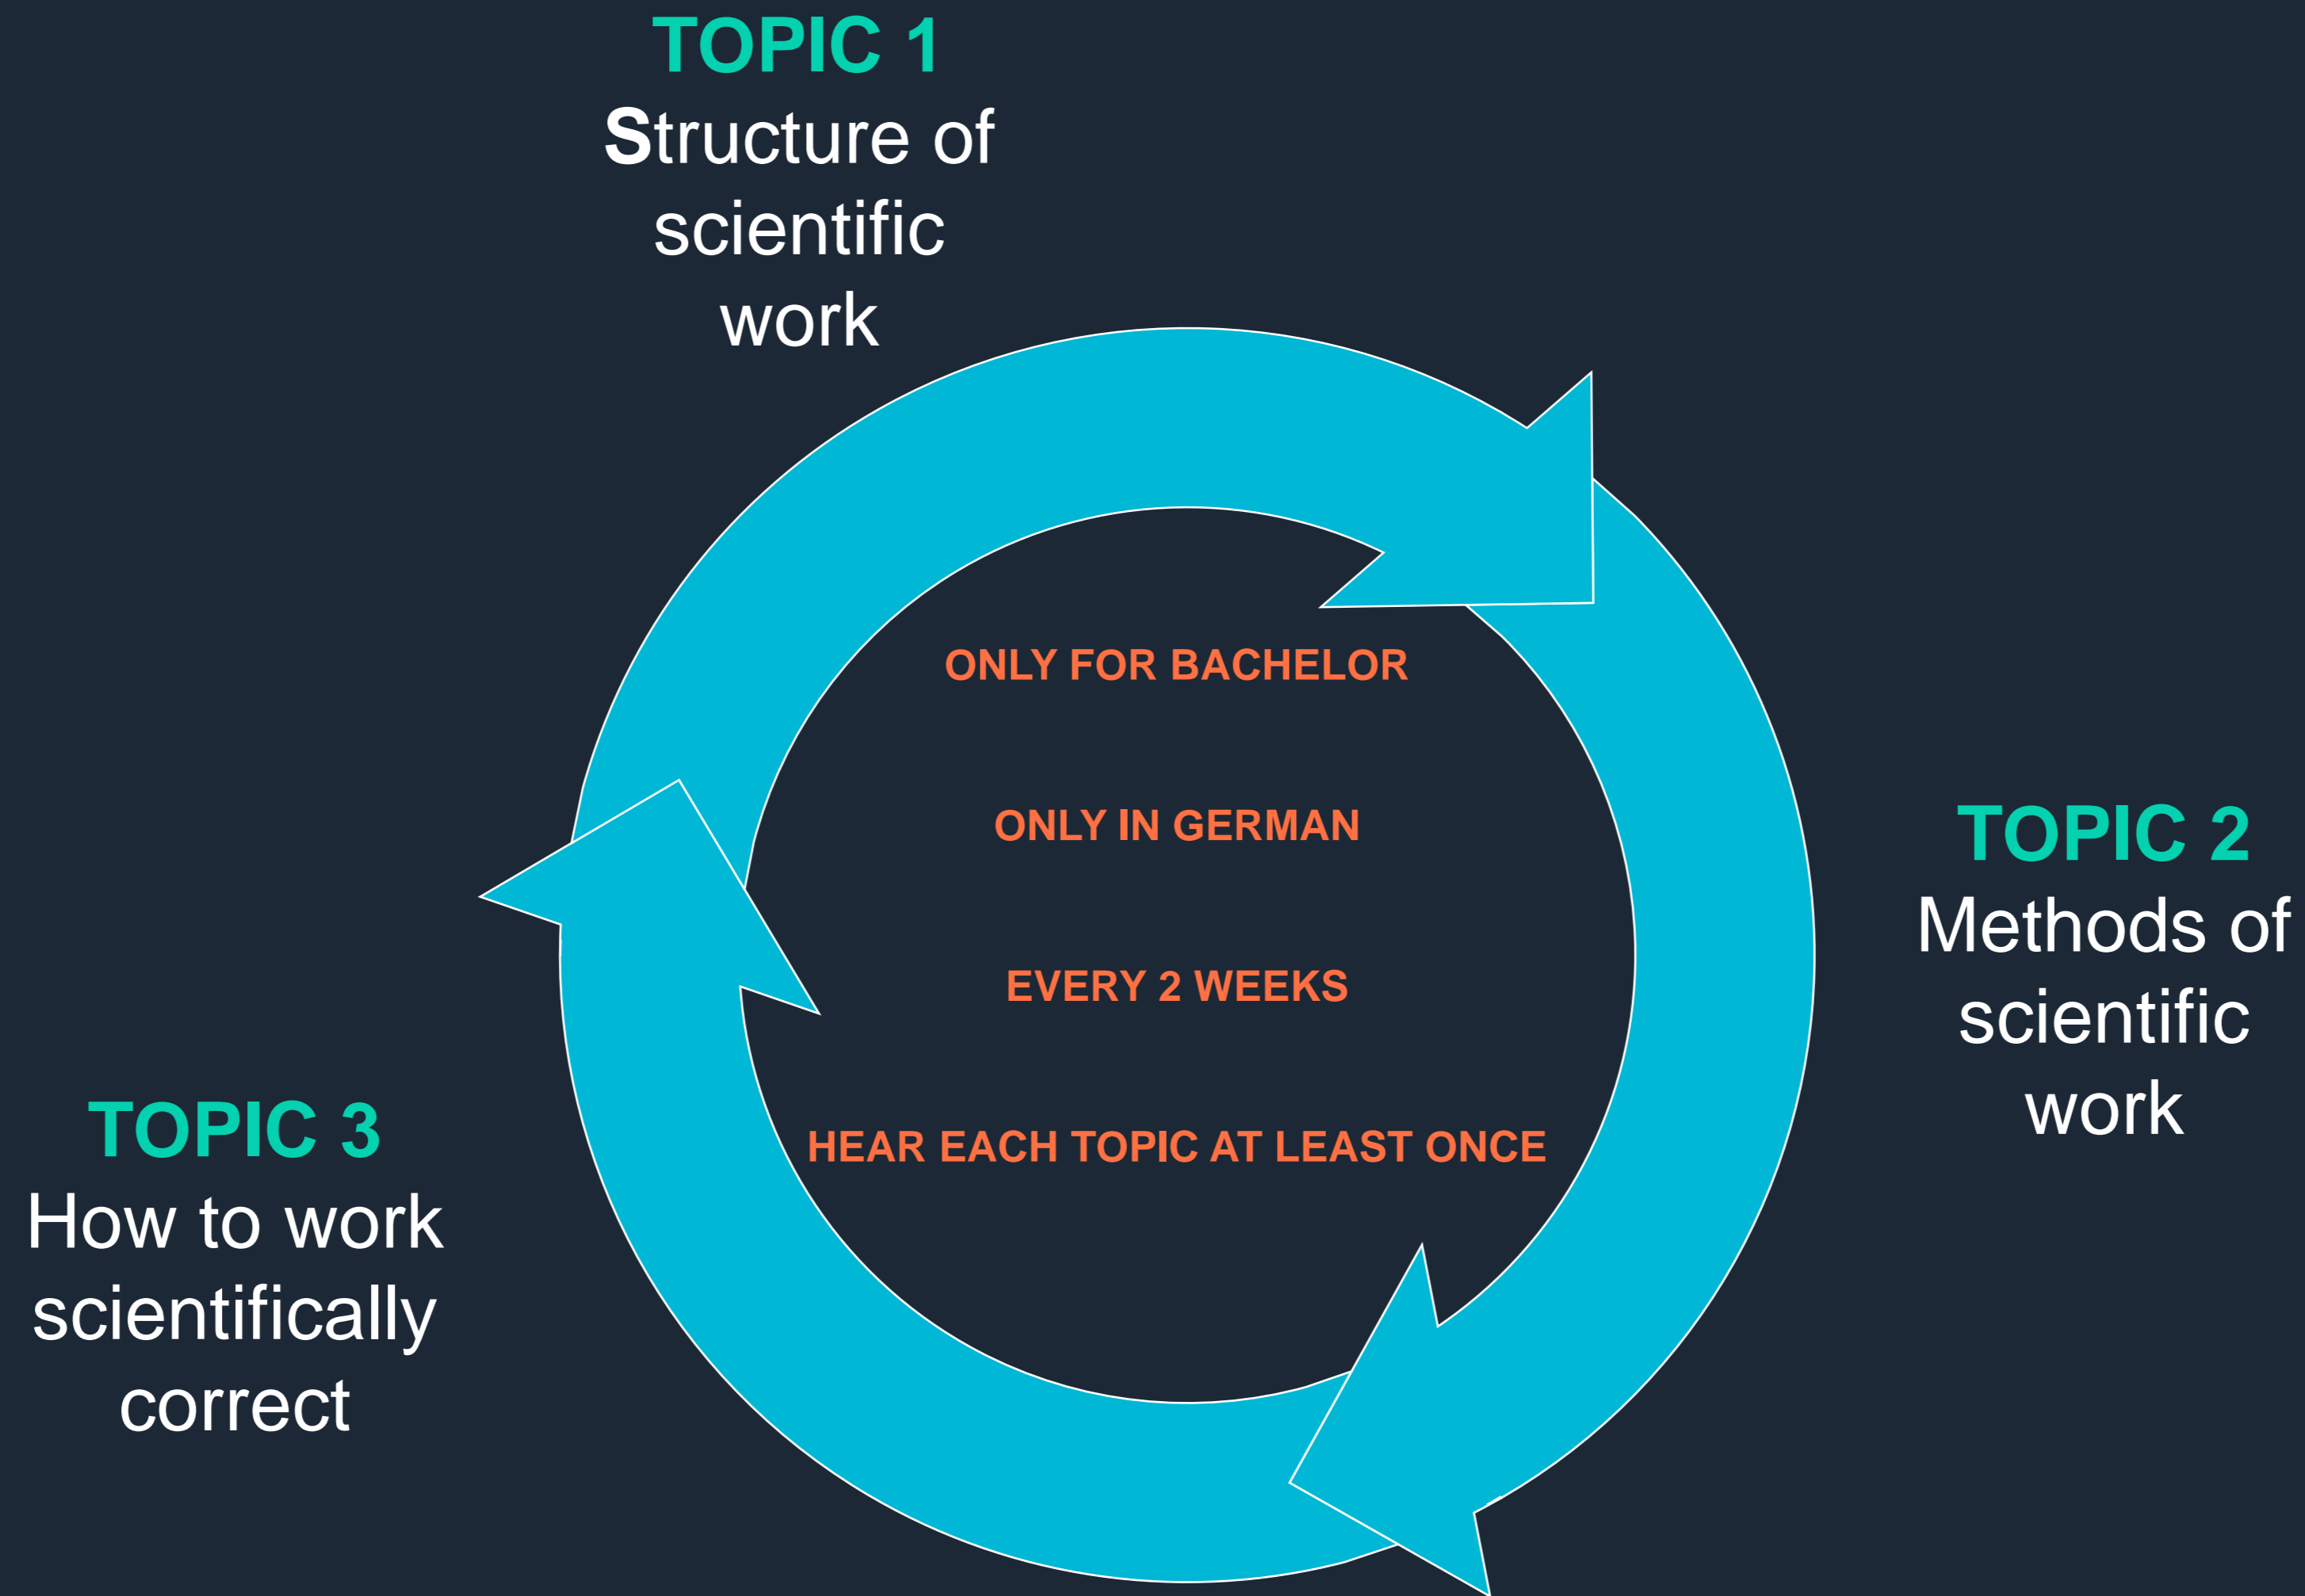 TOPIC 1
Structure of
scientific
work
ONLY FOR BACHELOR
ONLY IN GERMAN
EVERY 2 WEEKS
HEAR EACH TOPIC AT LEAST ONCE
TOPIC 2
Methods of
scientific
work
TOPIC 3
How to work
scientifically
correct